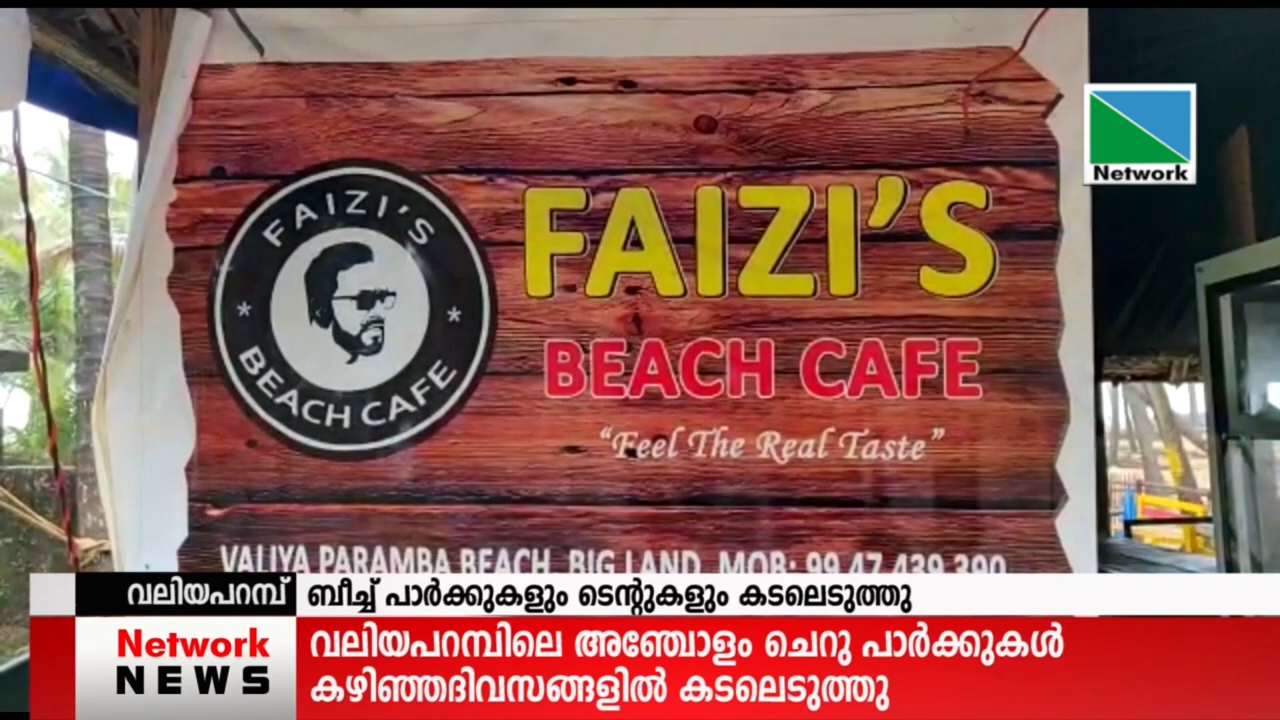 FAIZI'S
BEACH CAFE
FAIZI'S
BEACH CAFE
“Feel The Real Taste”
VALIYA PARAMBA BEACH, BIG LAND, MOB: 99 47 439 390
Network
വലിയപറമ്പ്
ബീച്ച് പാർക്കുകളും ടെന്റുകളും കടലെടുത്തു
Network
NEWS
വലിയപറമ്പിലെ അഞ്ചോളം ചെറു പാർക്കുകൾ
കഴിഞ്ഞദിവസങ്ങളിൽ കടലെടുത്തു